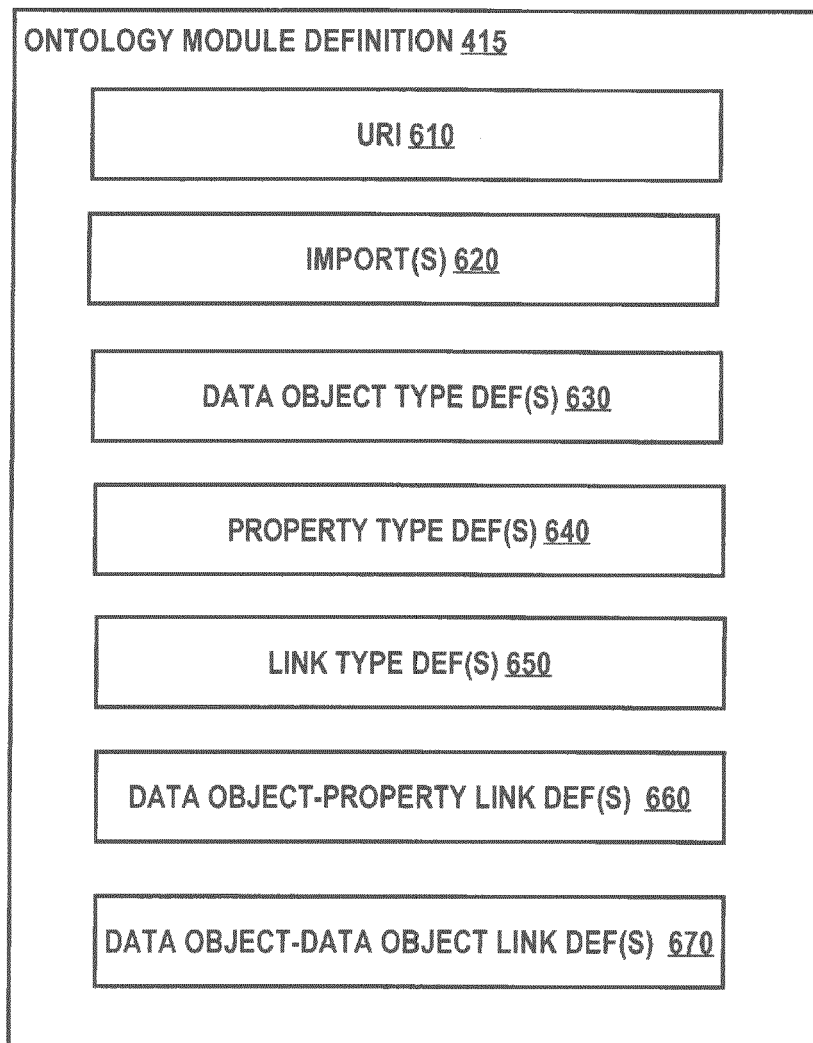 ONTOLOGY MODULE DEFINITION 415
URI 610
IMPORT(S) 620
DATA OBJECT TYPE DEF(S) 630
PROPERTY TYPE DEF(S) 640
LINK TYPE DEF(S) 650
DATA OBJECT-PROPERTY LINK DEF(S) 660
DATA OBJECT-DATA OBJECT LINK DEF(S) 670